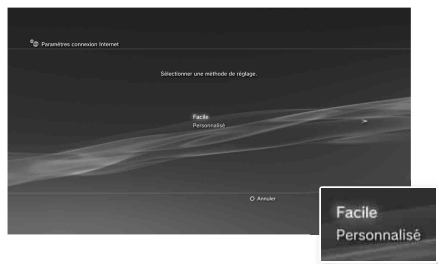 Paramètres connexion Internet
Sélectionner une méthode de réglage.
Facile
Personnalisé
Annuler
Facile
Personnalisé